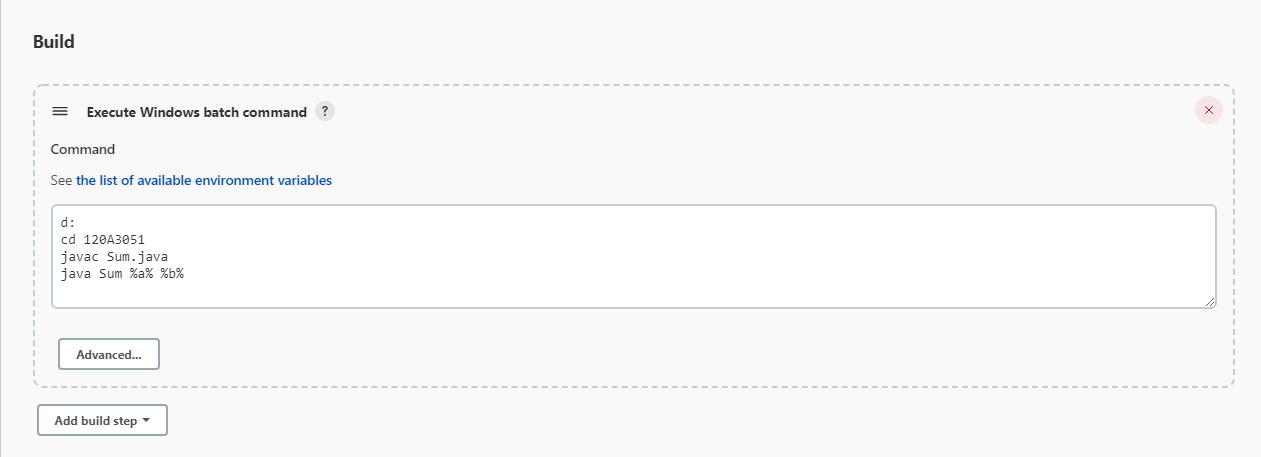 Build
Execute Windows batch command ?
Command
See the list of available environment variables
d:
cd 120A3051
javac Sum.java
java Sum %a% %b%
Advanced...
Add build step